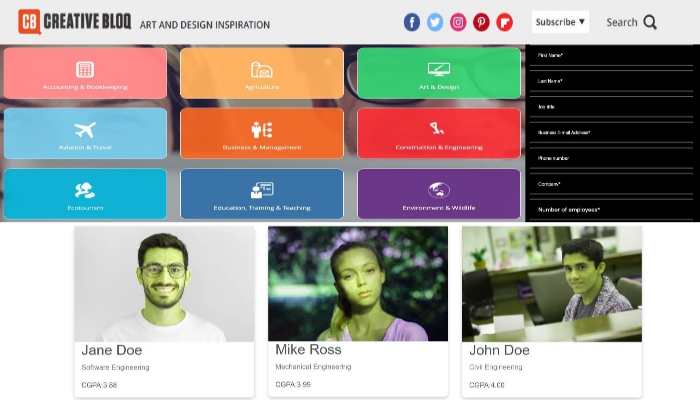 CB CREATIVE BLOQ ART AND DESIGN INSPIRATION
Subscribe ▼ Search
Accounting & Bookkeeping
Agriculture
Art & Design
First Name*
Last Name*
Job title
Business E-mail Address*
Phone number
Company*
Number of employees*
Aviation & Travel
Business & Management
Construction & Engineering
Ecotourism
Education, Training & Teaching
Environment & Wildlife
Jane Doe
Software Engineering
CGPA:3.88
Mike Ross
Mechanical Engineering
CGPA:3.99
John Doe
Civil Engineering
CGPA:4.00